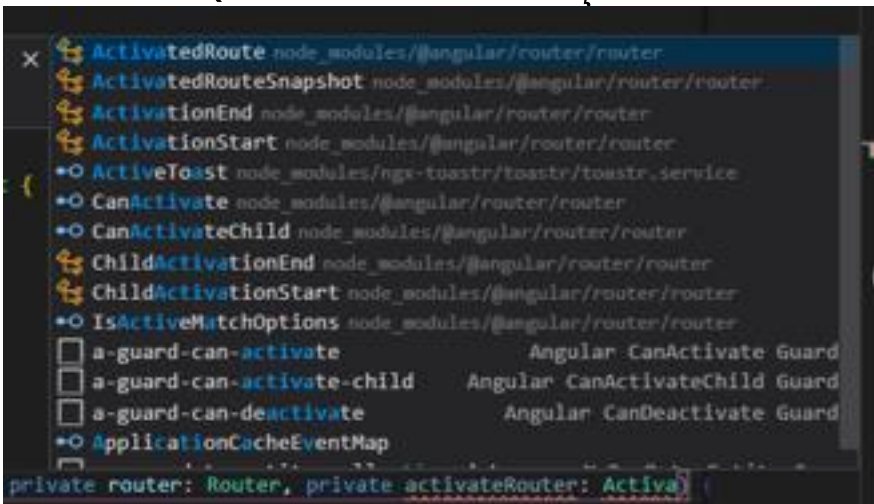 ActivatedRoute node_modules/@angular/router/router
ActivatedRouteSnapshot node_modules/@angular/router/router
ActivationEnd node_modules/@angular/router/router
ActivationStart node_modules/@angular/router/router
ActiveToast node_modules/ngx-toastr/toastr/toastr.service
{
CanActivate node_modules/@angular/router/router
CanActivateChild node_modules/@angular/router/router
ChildActivationEnd node_modules/@angular/router/router
ChildActivationStart node_modules/@angular/router/router
IsActiveMatchOptions node_modules/@angular/router/router
a-guard-can-activate Angular CanActivate Guard
a-guard-can-activate-child Angular CanActivateChild Guard
a-guard-can-deactivate Angular CanDeactivate Guard
ApplicationCacheEventMap
private router: Router, private activateRouter: Activa)